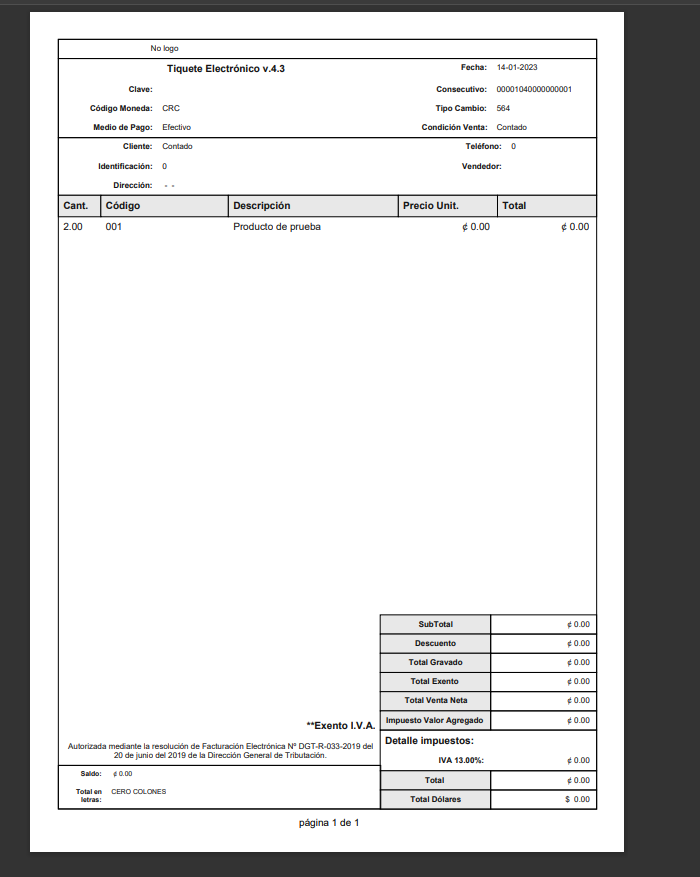 No logo
Tiquete Electrónico v.4.3 Fecha: 14-01-2023
Clave: Consecutivo: 00001040000000001
Código Moneda: CRC Tipo Cambio: 564
Medio de Pago: Efectivo Condición Venta: Contado
Cliente: Contado Teléfono: 0
Identificación: 0 Vendedor:
Dirección: - -
Cant. Código Descripción Precio Unit. Total
2.00 001 Producto de prueba ¢ 0.00 ¢ 0.00
SubTotal ¢ 0.00
Descuento ¢ 0.00
Total Gravado ¢ 0.00
Total Exento ¢ 0.00
Total Venta Neta ¢ 0.00
**Exento I.V.A. Impuesto Valor Agregado ¢ 0.00
Autorizada mediante la resolución de Facturación Electrónica Nº DGT-R-033-2019 del
20 de junio del 2019 de la Dirección General de Tributación.
Detalle impuestos:
IVA 13.00%: ¢ 0.00
Saldo: ¢ 0.00
Total en
letras: CERO COLONES
Total ¢ 0.00
Total Dólares $ 0.00
página 1 de 1